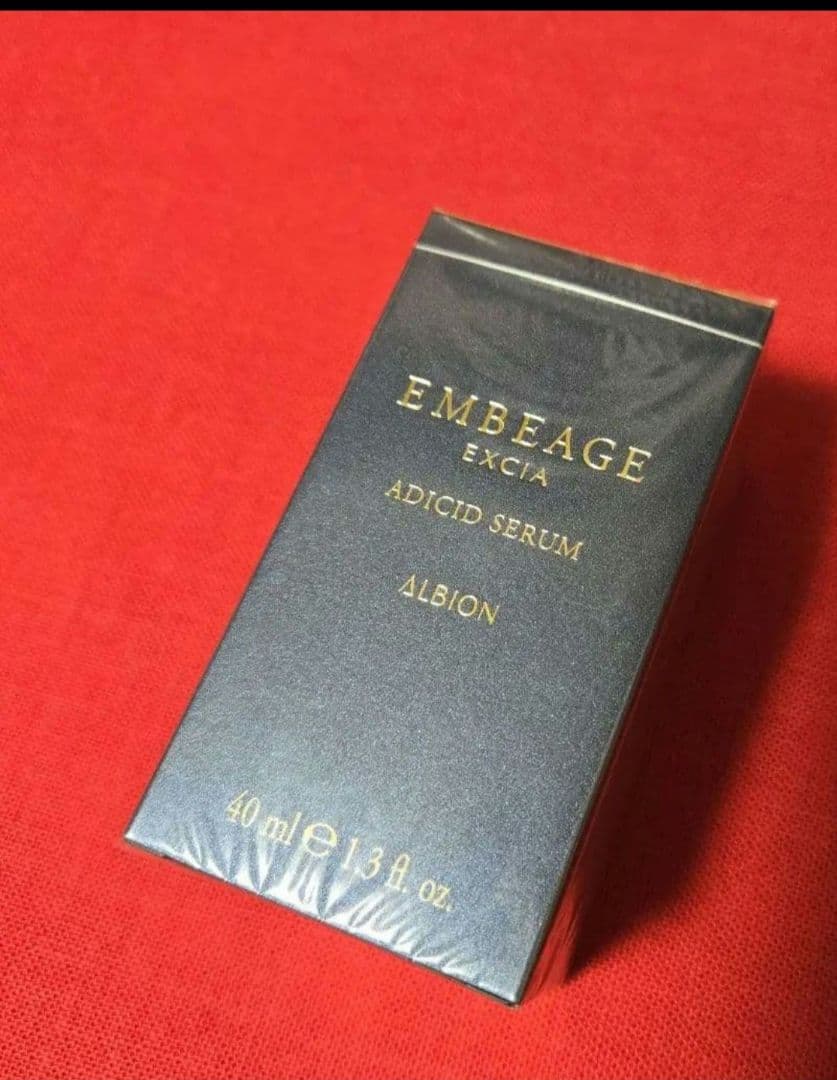 EMBEAGE
EXCIA
ADICID SERUM
ALBION
40 ml ℮ 1.3 fl. oz.